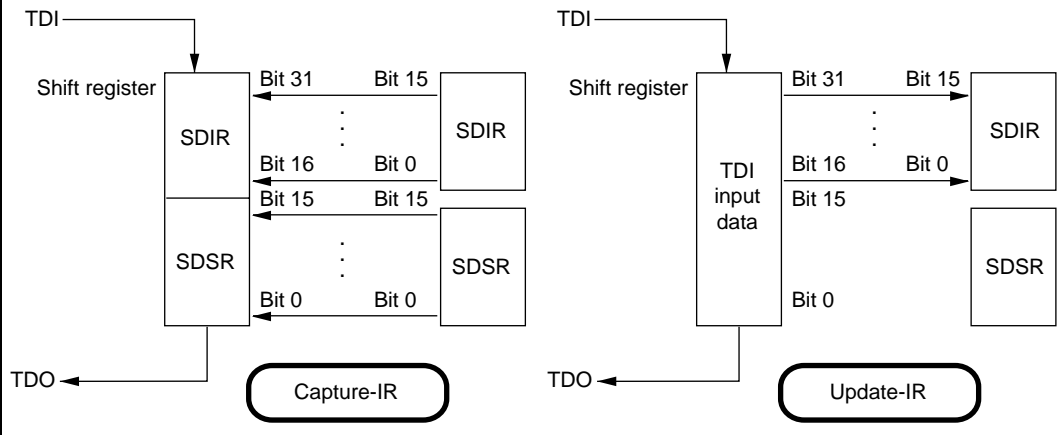 TDI
Shift register
Bit 31 Bit 15
SDIR
SDIR
Bit 16 Bit 0
Bit 15 Bit 15
SDSR
SDSR
Bit 0 Bit 0
TDO
Capture-IR
TDI
Shift register
Bit 31 Bit 15
SDIR
Bit 16 Bit 0
TDI
input
data
Bit 15
SDSR
Bit 0
TDO
Update-IR